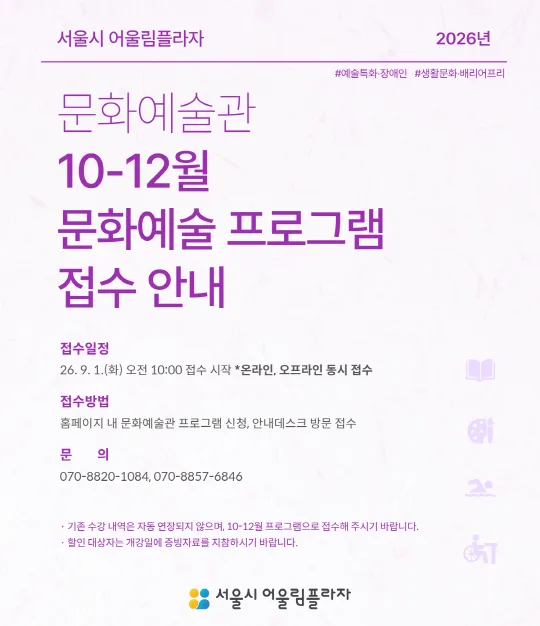 서울시 어울림플라자
2026년
#예술특화·장애인 #생활문화·배리어프리
문화예술관
10-12월
문화예술 프로그램
접수 안내
접수일정
26. 9. 1.(화) 오전 10:00 접수 시작 *온라인, 오프라인 동시 접수
접수방법
홈페이지 내 문화예술관 프로그램 신청, 안내데스크 방문 접수
문 의
070-8820-1084, 070-8857-6846
· 기존 수강 내역은 자동 연장되지 않으며, 10-12월 프로그램으로 접수해 주시기 바랍니다.
· 할인 대상자는 개강일에 증빙자료를 지참하시기 바랍니다.
서울시 어울림플라자